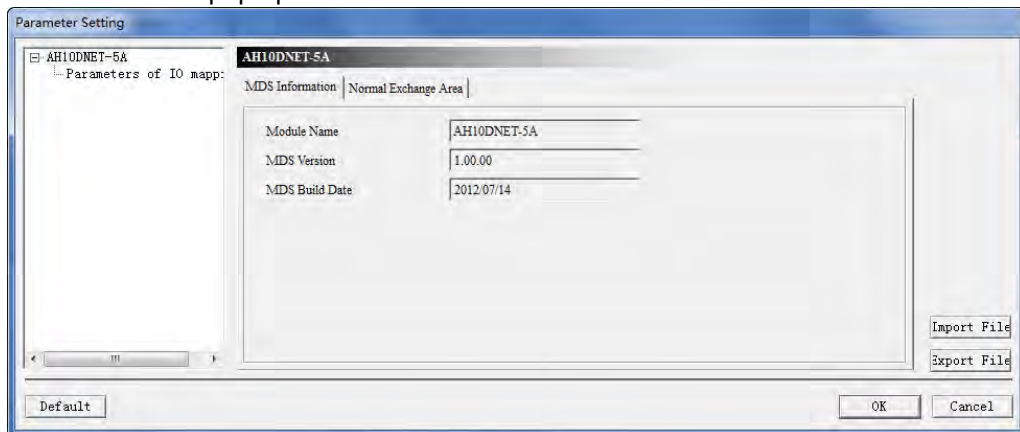 Parameter Setting
AH10DNET-5A
Parameters of IO mapp:
AH10DNET-5A
MDS Information
Normal Exchange Area
Module Name
AH10DNET-5A
MDS Version
1.00.00
MDS Build Date
2012/07/14
Import File
Export File
Default
OK
Cancel